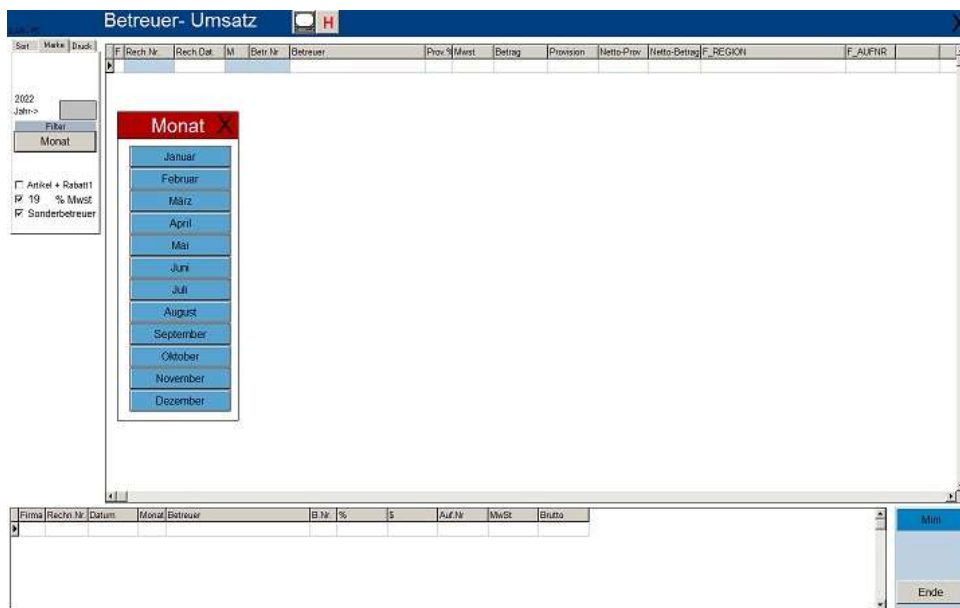 Betreuer- Umsatz H X
Sort Marke Druck
F Rech.Nr. Rech.Dat. M Betr.Nr Betreuer Prov.% Mwst Betrag Provision Netto-Prov Netto-Betrag F_REGION F_AUFNR
2022
Jahr->
Filter
Monat
Artikel + Rabatt1
19 % Mwst
Sonderbetreuer
Monat X
Januar
Februar
März
April
Mai
Juni
Juli
August
September
Oktober
November
Dezember
Firma Rechn.Nr. Datum Monat Betreuer B.Nr. % $ Auf.Nr MwSt Brutto
Mini
Ende